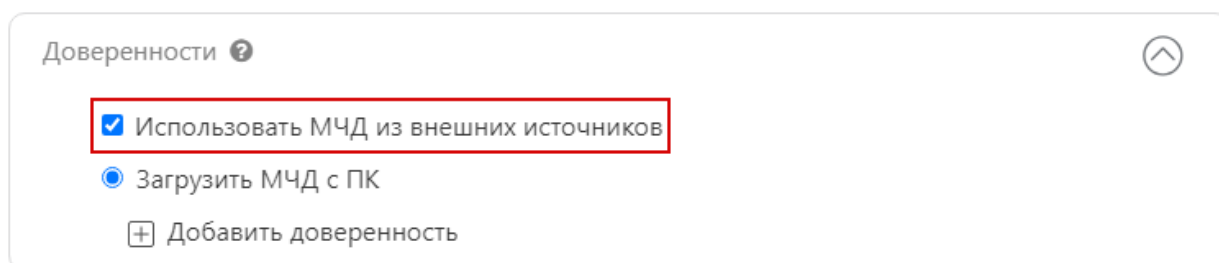 Доверенности ?
Использовать МЧД из внешних источников
Загрузить МЧД с ПК
Добавить доверенность